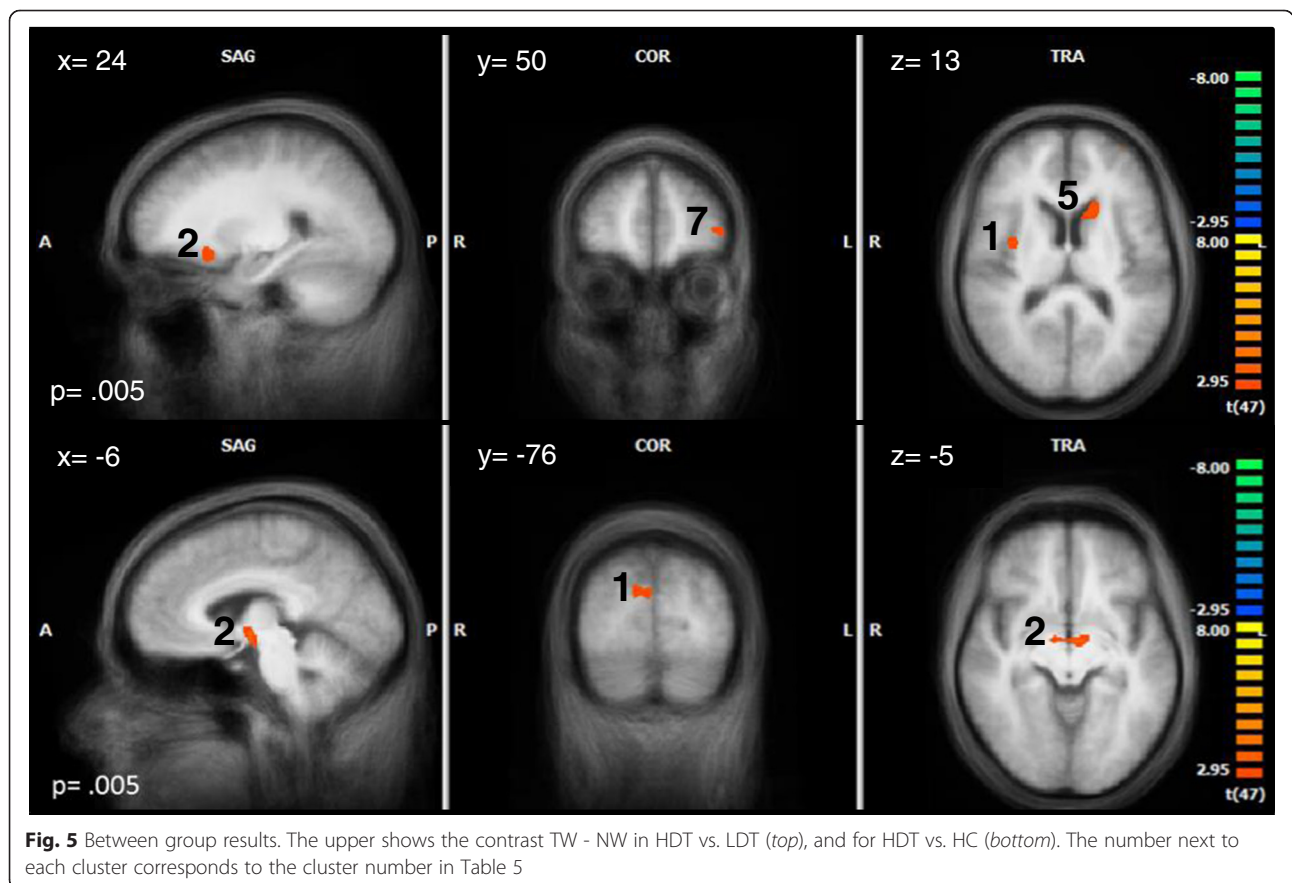 x= 24 SAG y= 50 COR z= 13 TRA
-8.00
5
2 7 1
A P R L R -2.95
8.00 L
p= .005 2.95
t(47)
x= -6 SAG y= -76 COR z= -5 TRA
-8.00
1
-2.95
A 2 P R L R 2 8.00 L
p= .005 2.95
t(47)
Fig. 5 Between group results. The upper shows the contrast TW - NW in HDT vs. LDT (top), and for HDT vs. HC (bottom). The number next to
each cluster corresponds to the cluster number in Table 5